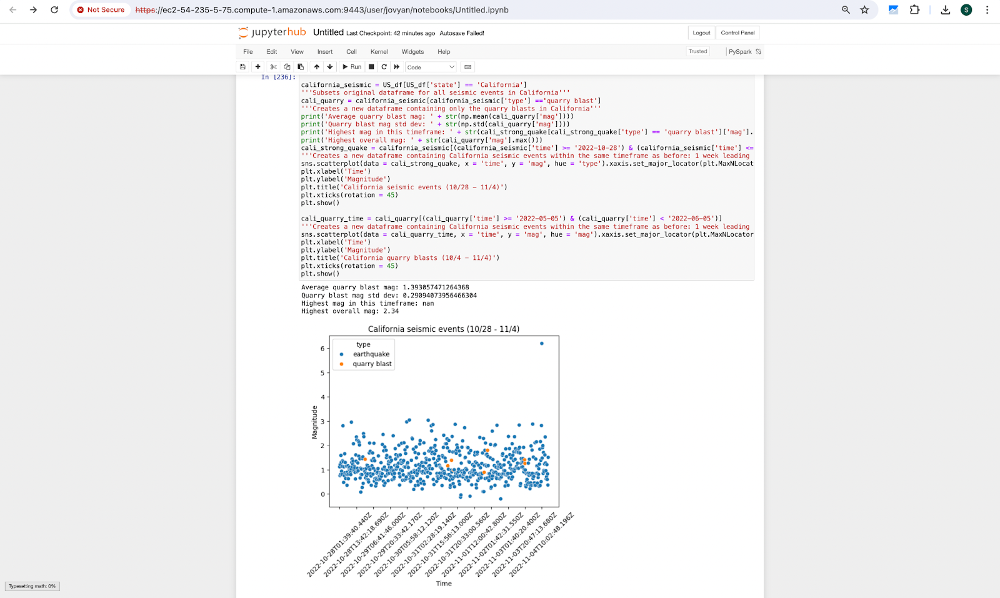 Not Secure https://ec2-54-235-5-75.compute-1.amazonaws.com:9443/user/jovyan/notebooks/Untitled.ipynb S
jupyterhub Untitled Last Checkpoint: 42 minutes ago Autosave Failed! Logout Control Panel
File Edit View Insert Cell Kernel Widgets Help Trusted PySpark
Run Code
In [236]:
california_seismic = US_df[US_df['state'] == 'California']
'''Subsets original dataframe for all seismic events in California'''
cali_quarry = california_seismic[california_seismic['type'] =='quarry blast']
'''Creates a new dataframe containing only the quarry blasts in California'''
print('Average quarry blast mag: ' + str(np.mean(cali_quarry['mag'])))
print('Quarry blast mag std dev: ' + str(np.std(cali_quarry['mag'])))
print('Highest mag in this timeframe: ' + str(cali_strong_quake[cali_strong_quake['type'] == 'quarry blast']['mag'].
print('Highest overall mag: ' + str(cali_quarry['mag'].max()))
cali_strong_quake = california_seismic[(california_seismic['time'] >= '2022-10-28') & (california_seismic['time'] <=
'''Creates a new dataframe containing California seismic events within the same timeframe as before: 1 week leading
sns.scatterplot(data = cali_strong_quake, x = 'time', y = 'mag', hue = 'type').xaxis.set_major_locator(plt.MaxNLocat
plt.xlabel('Time')
plt.ylabel('Magnitude')
plt.title('California seismic events (10/28 - 11/4)')
plt.xticks(rotation = 45)
plt.show()
cali_quarry_time = cali_quarry[(cali_quarry['time'] >= '2022-05-05') & (cali_quarry['time'] < '2022-06-05')]
'''Creates a new dataframe containing California seismic events within the same timeframe as before: 1 week leading
sns.scatterplot(data = cali_quarry_time, x = 'time', y = 'mag', hue = 'mag').xaxis.set_major_locator(plt.MaxNLocator
plt.xlabel('Time')
plt.ylabel('Magnitude')
plt.title('California quarry blasts (10/4 - 11/4)')
plt.xticks(rotation = 45)
plt.show()
Average quarry blast mag: 1.393057471264368
Quarry blast mag std dev: 0.29094073956466304
Highest mag in this timeframe: nan
Highest overall mag: 2.34
California seismic events (10/28 - 11/4)
type
earthquake
quarry blast
6
5
4
3
2
1
0
Magnitude
2022-10-28T01:39:40.440Z
2022-10-28T13:42:18.690Z
2022-10-29T06:41:46.000Z
2022-10-29T20:33:42.170Z
2022-10-30T05:58:12.120Z
2022-10-31T02:28:19.140Z
2022-10-31T15:56:13.000Z
2022-10-31T20:33:00.560Z
2022-11-01T12:00:42.800Z
2022-11-02T01:42:31.550Z
2022-11-03T01:40:20.400Z
2022-11-03T20:47:13.680Z
2022-11-04T10:02:48.196Z
Time
Typesetting math: 0%